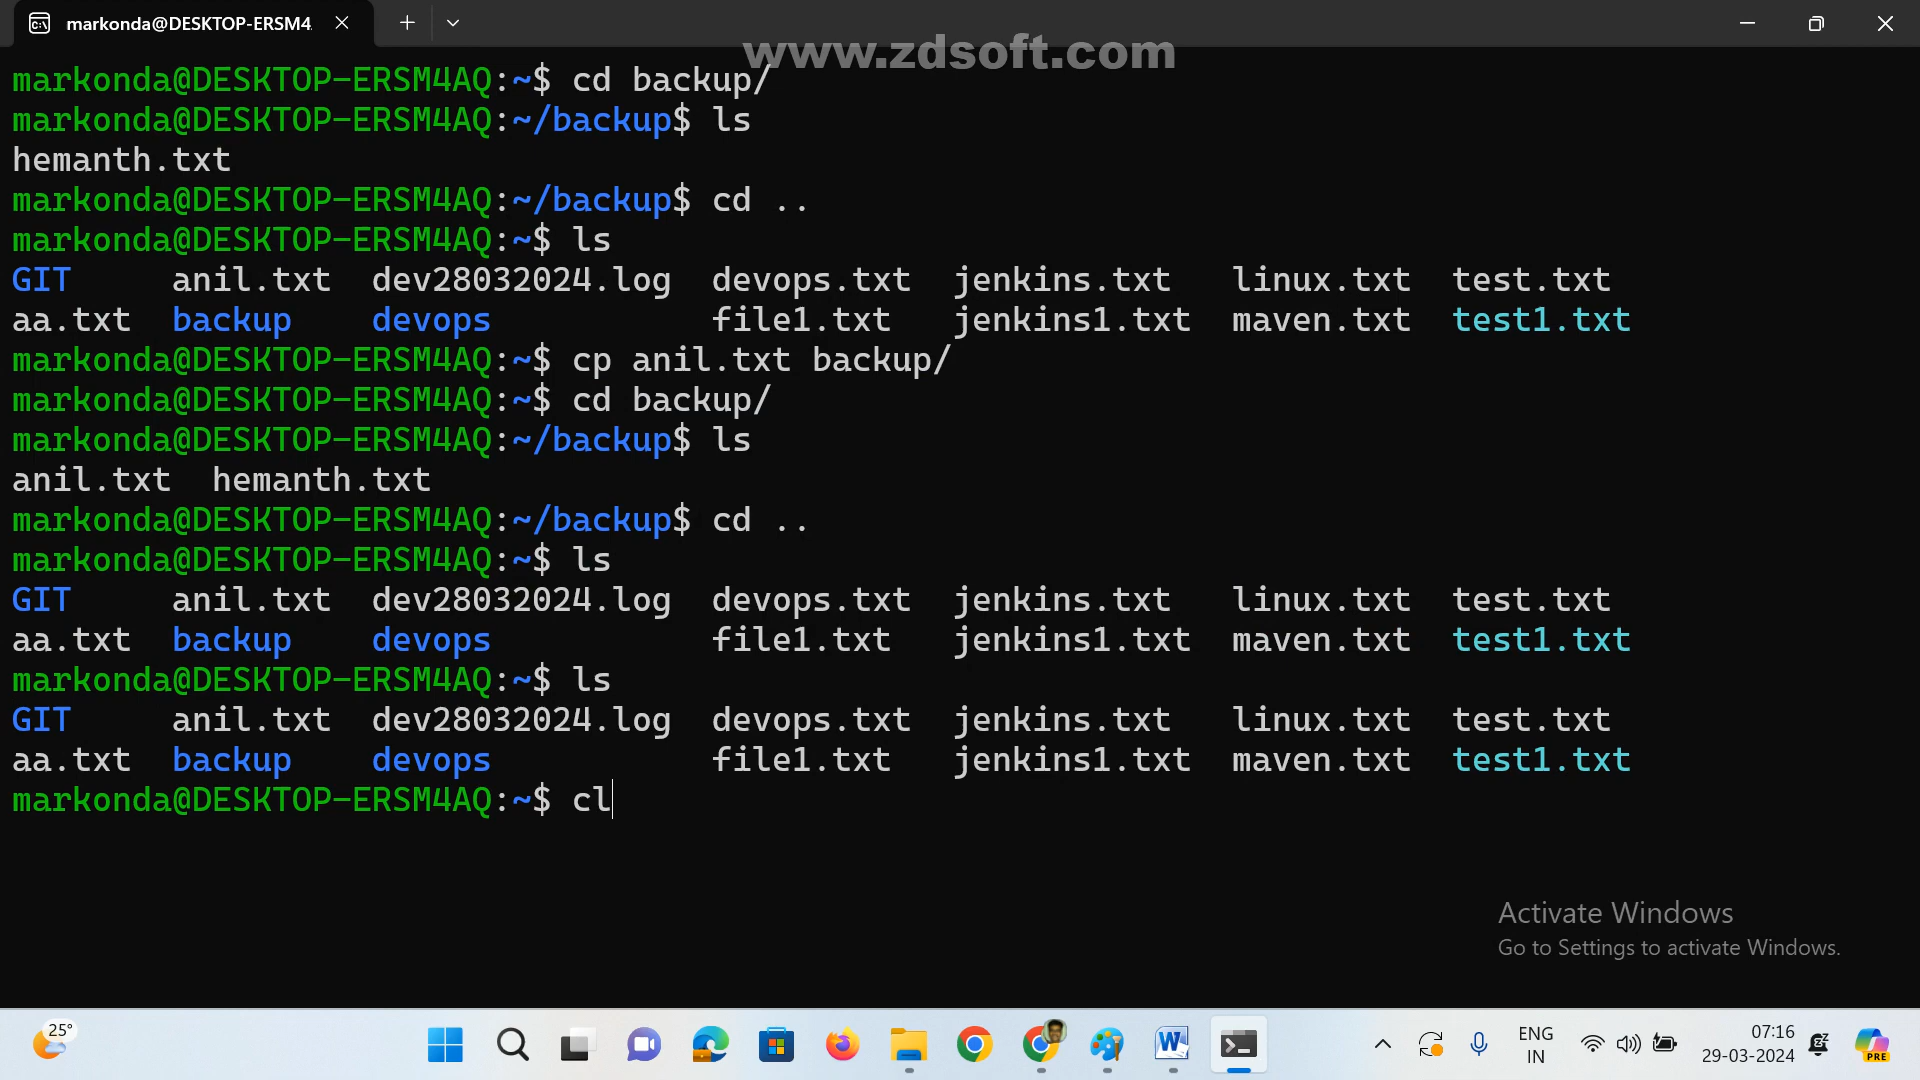 markonda@DESKTOP-ERSM4
www.zdsoft.com
markonda@DESKTOP-ERSM4AQ:~$ cd backup/
markonda@DESKTOP-ERSM4AQ:~/backup$ ls
hemanth.txt
markonda@DESKTOP-ERSM4AQ:~/backup$ cd ..
markonda@DESKTOP-ERSM4AQ:~$ ls
GIT     anil.txt  dev28032024.log  devops.txt  jenkins.txt   linux.txt  test.txt
aa.txt  backup    devops           file1.txt   jenkins1.txt  maven.txt  test1.txt
markonda@DESKTOP-ERSM4AQ:~$ cp anil.txt backup/
markonda@DESKTOP-ERSM4AQ:~$ cd backup/
markonda@DESKTOP-ERSM4AQ:~/backup$ ls
anil.txt  hemanth.txt
markonda@DESKTOP-ERSM4AQ:~/backup$ cd ..
markonda@DESKTOP-ERSM4AQ:~$ ls
GIT     anil.txt  dev28032024.log  devops.txt  jenkins.txt   linux.txt  test.txt
aa.txt  backup    devops           file1.txt   jenkins1.txt  maven.txt  test1.txt
markonda@DESKTOP-ERSM4AQ:~$ ls
GIT     anil.txt  dev28032024.log  devops.txt  jenkins.txt   linux.txt  test.txt
aa.txt  backup    devops           file1.txt   jenkins1.txt  maven.txt  test1.txt
markonda@DESKTOP-ERSM4AQ:~$ cl
Activate Windows
Go to Settings to activate Windows.
25°
ENG
IN
07:16
29-03-2024
PRE